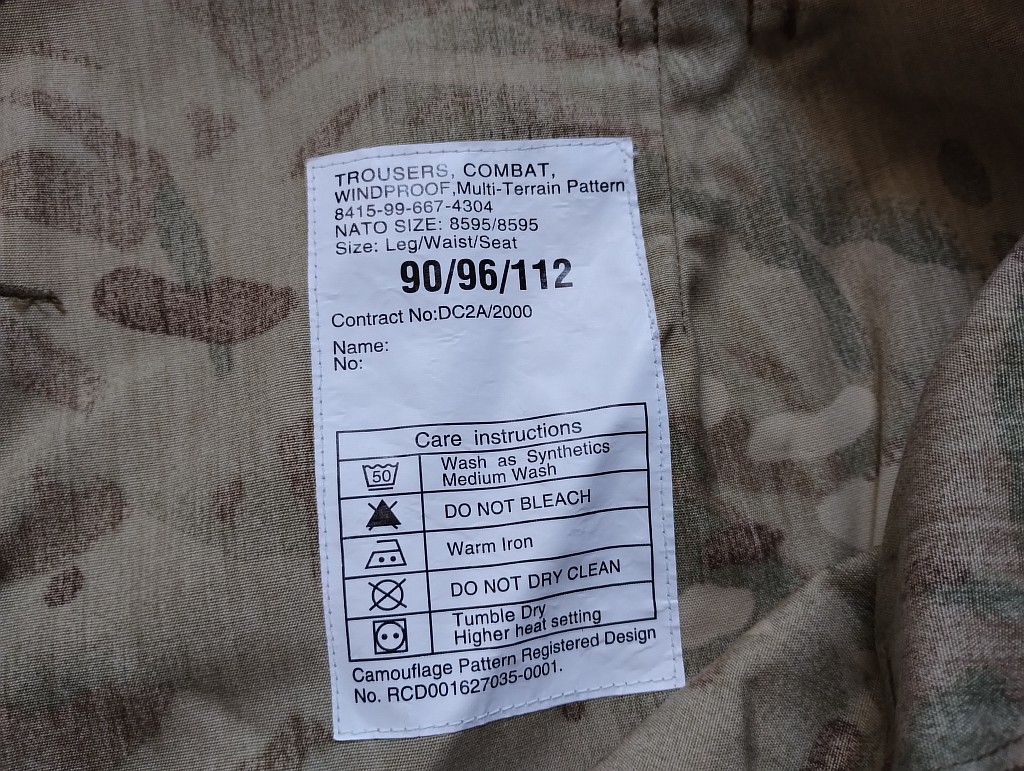 TROUSERS, COMBAT,
WINDPROOF,Multi-Terrain Pattern
8415-99-667-4304
NATO SIZE: 8595/8595
Size: Leg/Waist/Seat
90/96/112
Contract No:DC2A/2000
Name:
No:
Care instructions
50
Wash as Synthetics
Medium Wash
DO NOT BLEACH
Warm Iron
DO NOT DRY CLEAN
Tumble Dry
Higher heat setting
Camouflage Pattern Registered Design
No. RCD001627035-0001.